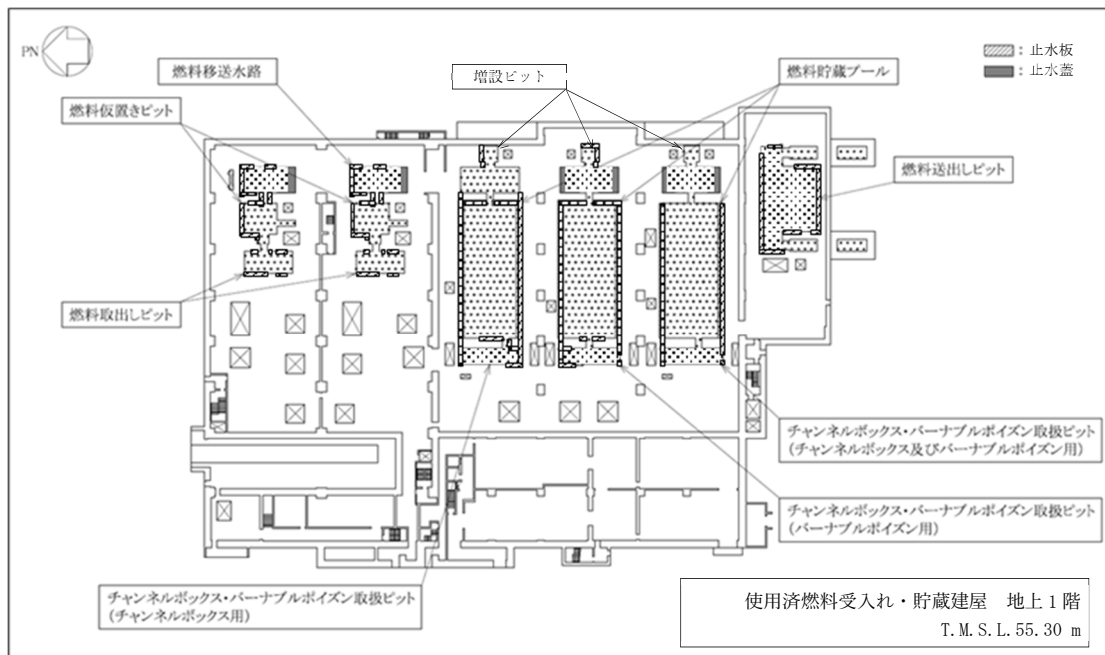 PN
燃料移送水路
増設ピット
燃料貯蔵プール
：止水板
：止水蓋
燃料仮置きピット
燃料送出しピット
燃料取出しピット
チャンネルボックス・バーナブルポイズン取扱ピット
(チャンネルボックス及びバーナブルポイズン用)
チャンネルボックス・バーナブルポイズン取扱ピット
(バーナブルポイズン用)
チャンネルボックス・バーナブルポイズン取扱ピット
(チャンネルボックス用)
使用済燃料受入れ・貯蔵建屋　地上１階
T.M.S.L.55.30 m